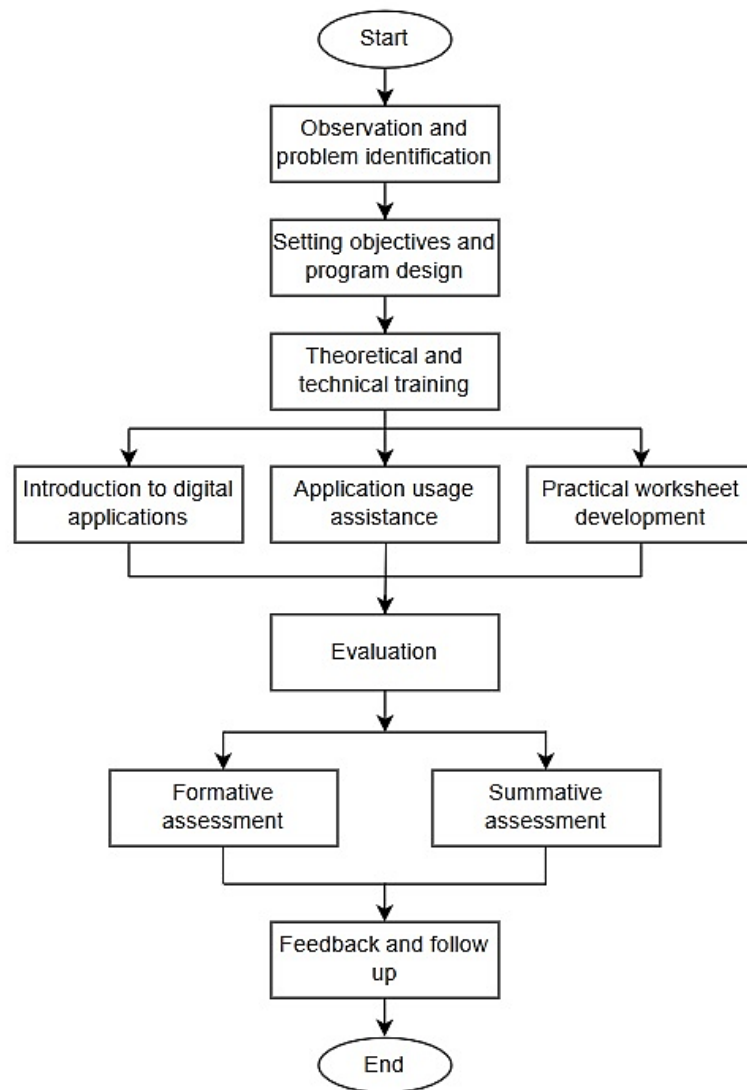 Start
Observation and
problem identification
Setting objectives and
program design
Theoretical and
technical training
Introduction to digital
applications
Application usage
assistance
Practical worksheet
development
Evaluation
Formative
assessment
Summative
assessment
Feedback and follow
up
End